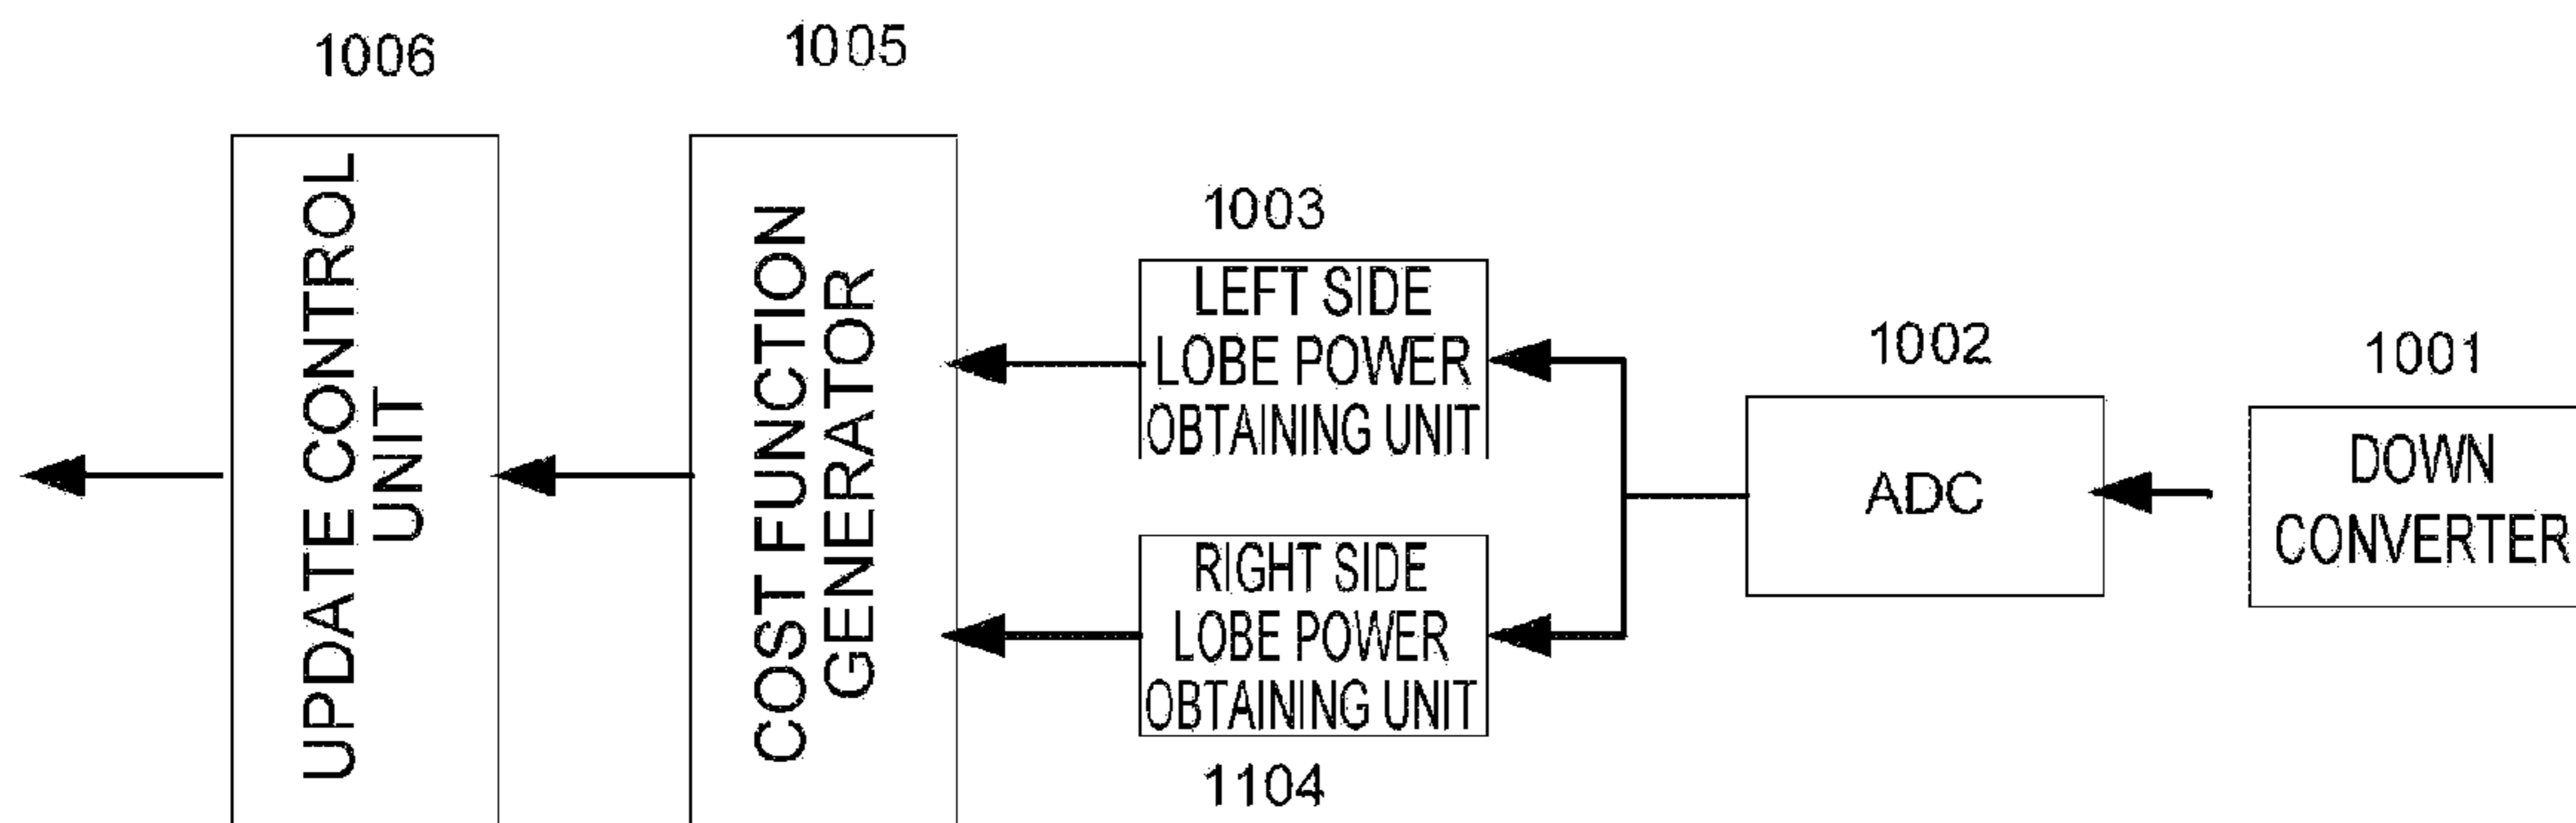 1006
UPDATE CONTROL
UNIT
1005
COST FUNCTION
GENERATOR
1003
LEFT SIDE
LOBE POWER
OBTAINING UNIT
RIGHT SIDE
LOBE POWER
OBTAINING UNIT
1104
1002
ADC
1001
DOWN
CONVERTER